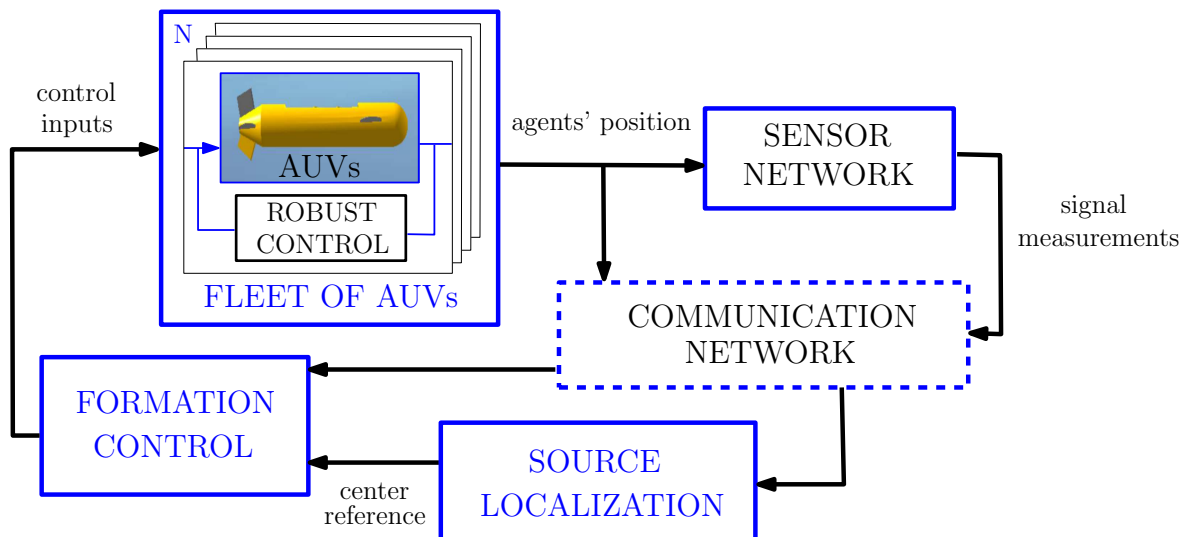 N
control
inputs
AUVs
ROBUST
CONTROL
FLEET OF AUVs
agents' position
SENSOR
NETWORK
signal
measurements
COMMUNICATION
NETWORK
FORMATION
CONTROL
SOURCE
LOCALIZATION
center
reference